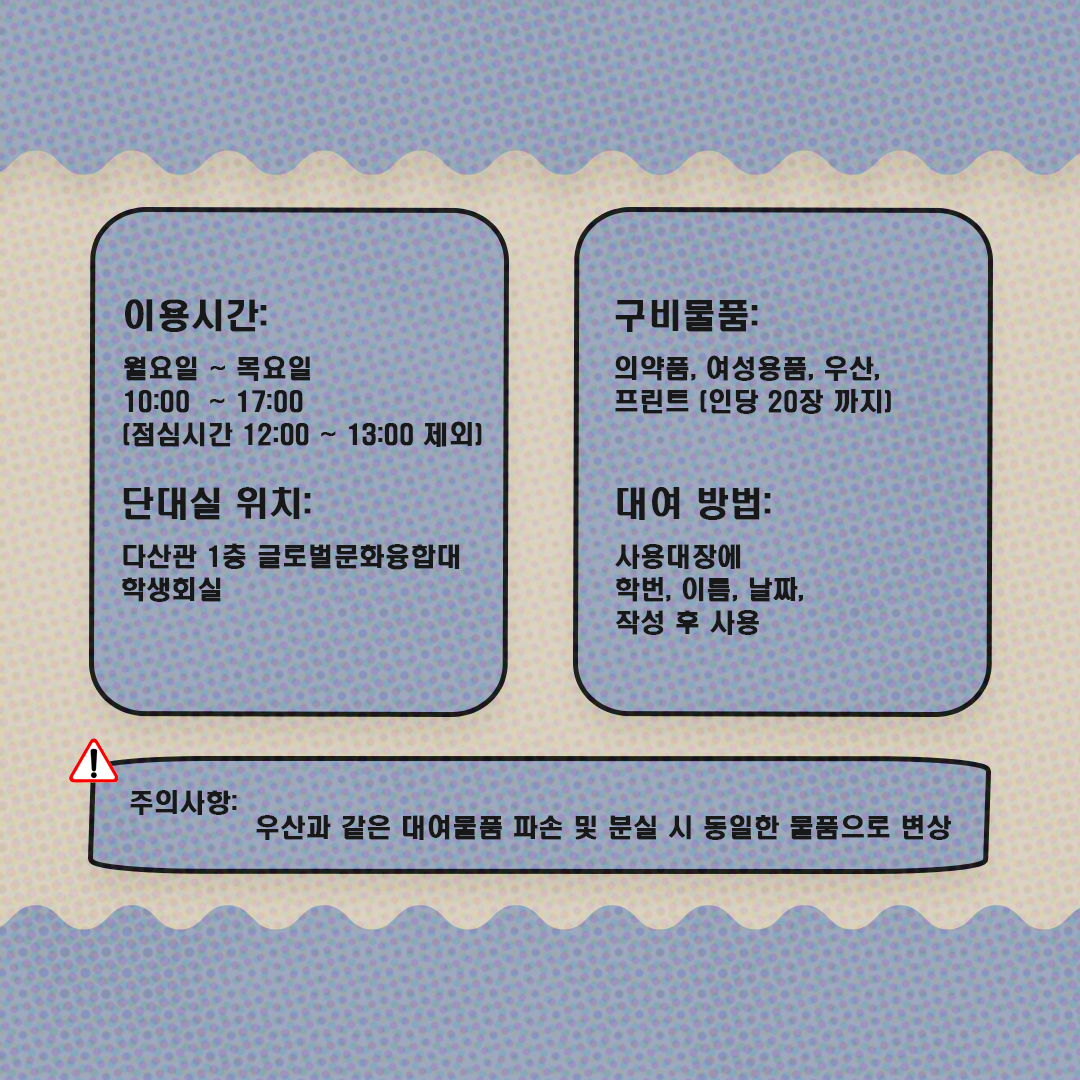 이용시간:
월요일 ~ 목요일
10:00 ~ 17:00
(점심시간 12:00 ~ 13:00 제외)
단대실 위치:
다산관 1층 글로벌문화융합대
학생회실
구비물품:
의약품, 여성용품, 우산,
프린트 (인당 20장 까지)
대여 방법:
사용대장에
학번, 이름, 날짜,
작성 후 사용
주의사항:
우산과 같은 대여물품 파손 및 분실 시 동일한 물품으로 변상